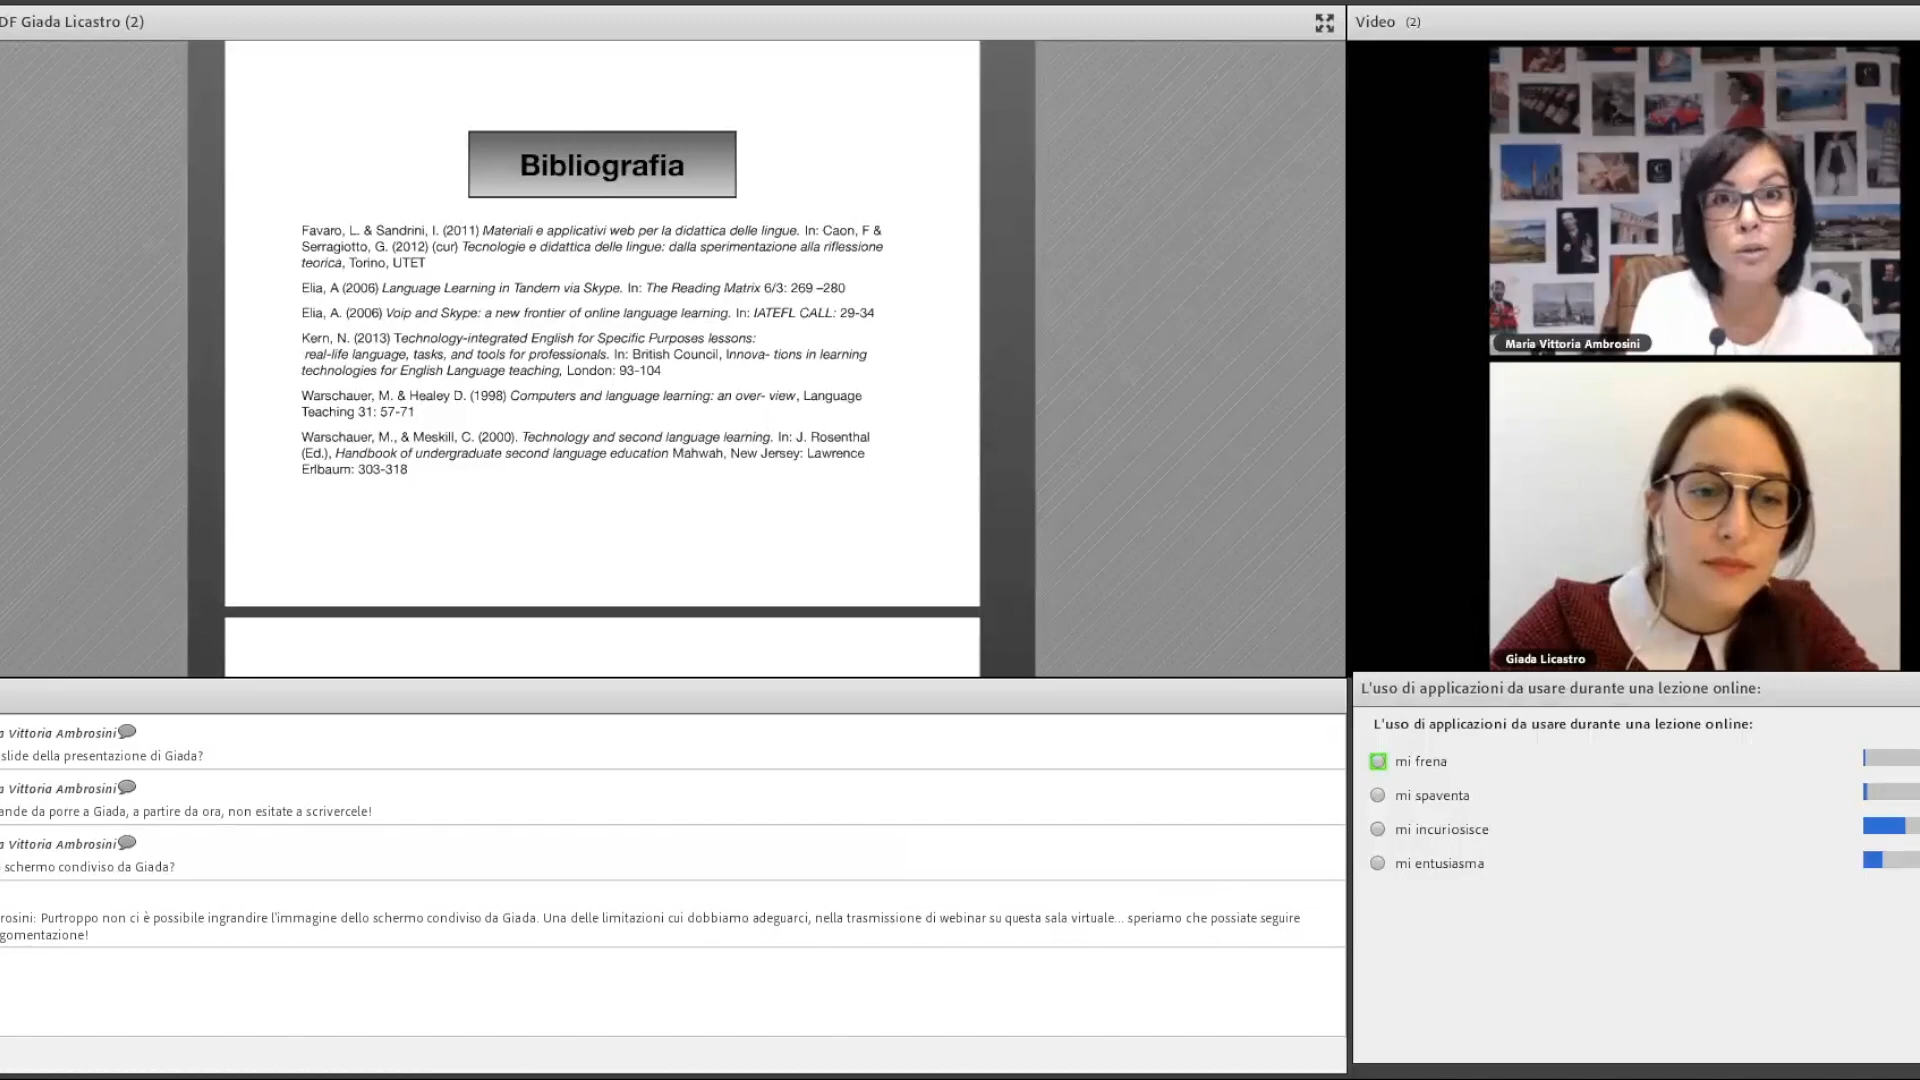 DF Giada Licastro (2)
Bibliografia
Favaro, L. & Sandrini, I. (2011) Materiali e applicativi web per la didattica delle lingue. In: Caon, F &
Serragiotto, G. (2012) (cur) Tecnologie e didattica delle lingue: dalla sperimentazione alla riflessione
teorica, Torino, UTET
Elia, A (2006) Language Learning in Tandem via Skype. In: The Reading Matrix 6/3: 269 –280
Elia, A. (2006) Voip and Skype: a new frontier of online language learning. In: IATEFL CALL: 29-34
Kern, N. (2013) Technology-integrated English for Specific Purposes lessons:
real-life language, tasks, and tools for professionals. In: British Council, Innova- tions in learning
technologies for English Language teaching, London: 93-104
Warschauer, M. & Healey D. (1998) Computers and language learning: an over- view, Language
Teaching 31: 57-71
Warschauer, M., & Meskill, C. (2000). Technology and second language learning. In: J. Rosenthal
(Ed.), Handbook of undergraduate second language education Mahwah, New Jersey: Lawrence
Erlbaum: 303-318
Video (2)
Maria Vittoria Ambrosini
Giada Licastro
a Vittoria Ambrosini
slide della presentazione di Giada?
a Vittoria Ambrosini
ande da porre a Giada, a partire da ora, non esitate a scrivercele!
a Vittoria Ambrosini
schermo condiviso da Giada?
rosini: Purtroppo non ci è possibile ingrandire l'immagine dello schermo condiviso da Giada. Una delle limitazioni cui dobbiamo adeguarci, nella trasmissione di webinar su questa sala virtuale... speriamo che possiate seguire
gomentazione!
L'uso di applicazioni da usare durante una lezione online:
L'uso di applicazioni da usare durante una lezione online:
mi frena
mi spaventa
mi incuriosisce
mi entusiasma